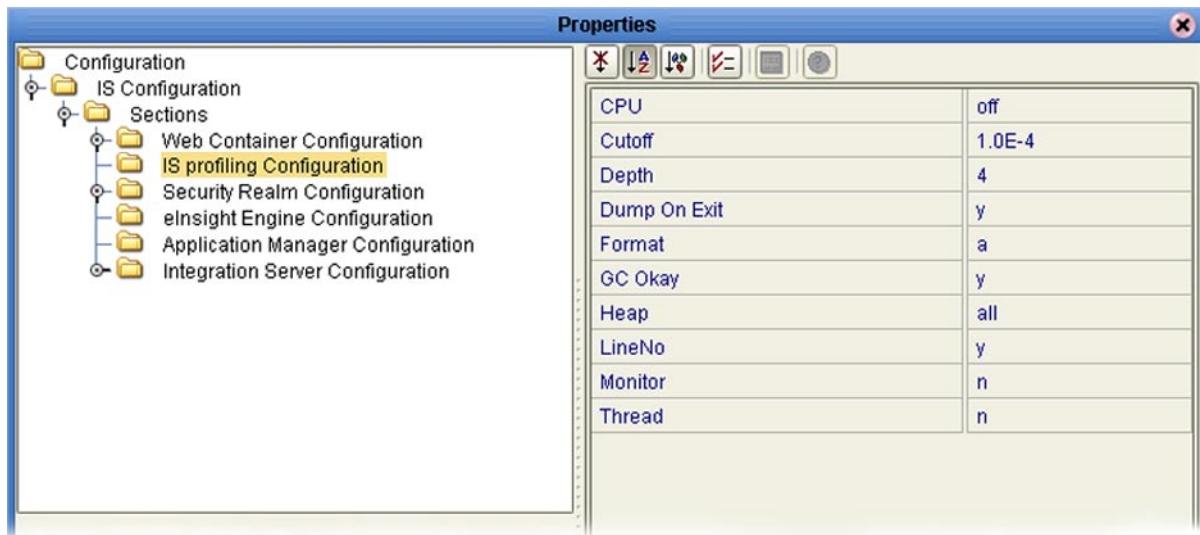 Properties
Configuration
IS Configuration
Sections
Web Container Configuration
IS profiling Configuration
Security Realm Configuration
eInsight Engine Configuration
Application Manager Configuration
Integration Server Configuration
CPU off
Cutoff 1.0E-4
Depth 4
Dump On Exit y
Format a
GC Okay y
Heap all
LineNo y
Monitor n
Thread n